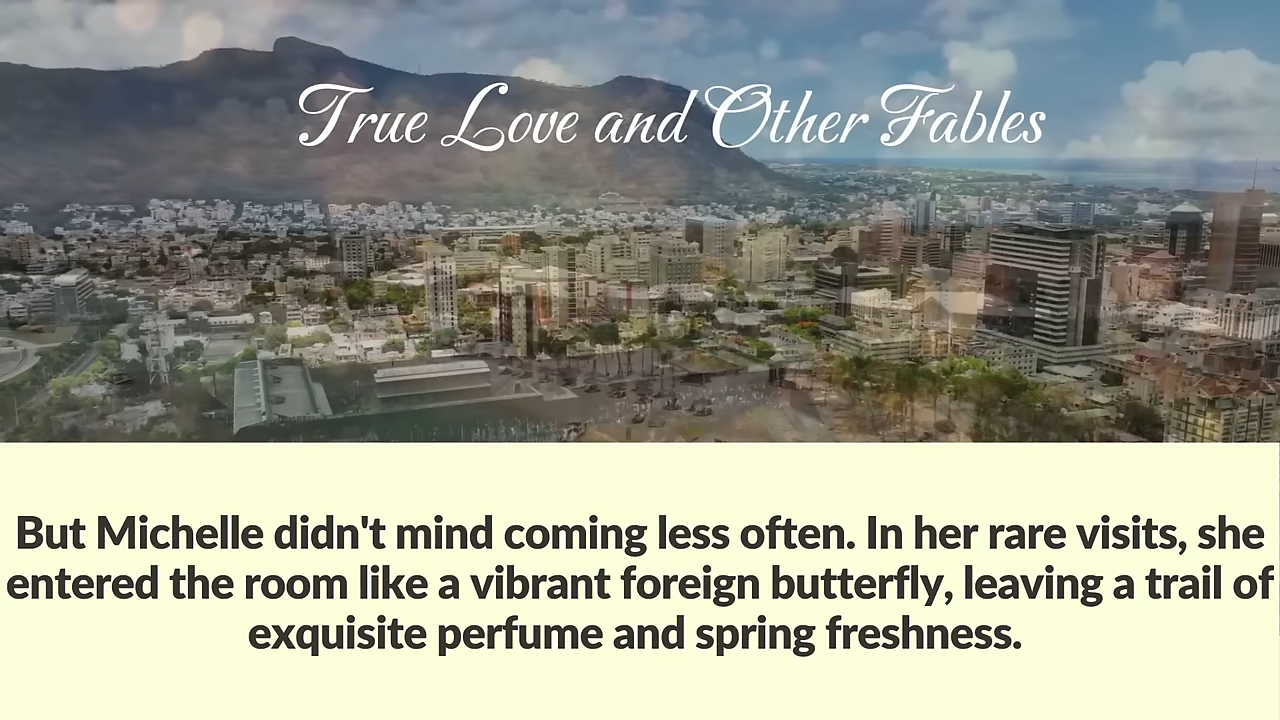 True Love and Other Fables
But Michelle didn't mind coming less often. In her rare visits, she
entered the room like a vibrant foreign butterfly, leaving a trail of
exquisite perfume and spring freshness.